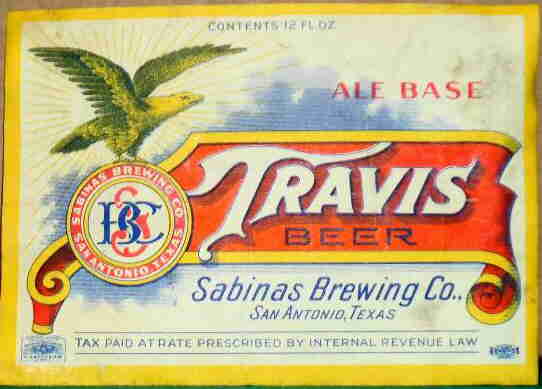 CONTENTS 12 FL.OZ.
ALE BASE
TRAVIS
BEER
SABINAS BREWING CO.
SAN ANTONIO, TEXAS
SBC
Sabinas Brewing Co.,
SAN ANTONIO, TEXAS
TAX PAID AT RATE PRESCRIBED BY INTERNAL REVENUE LAW